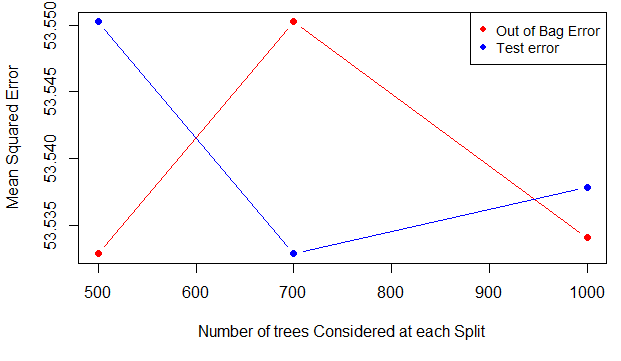 Out of Bag Error
Test error
Mean Squared Error
53.550
53.545
53.540
53.535
500 600 700 800 900 1000
Number of trees Considered at each Split